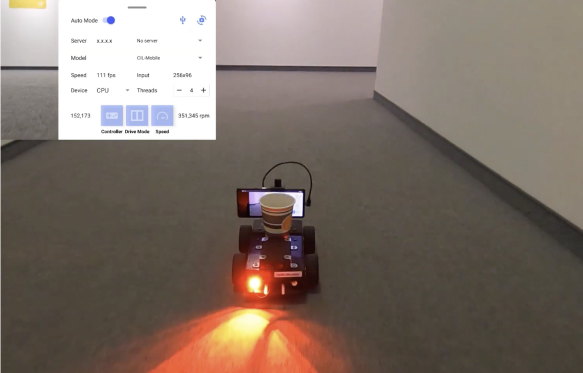 Auto Mode
Server x.x.x.x No server
Model CIL-Mobile
Speed 111 fps Input 256x96
Device CPU Threads − 4 +
152,173 351,345 rpm
Controller Drive Mode Speed